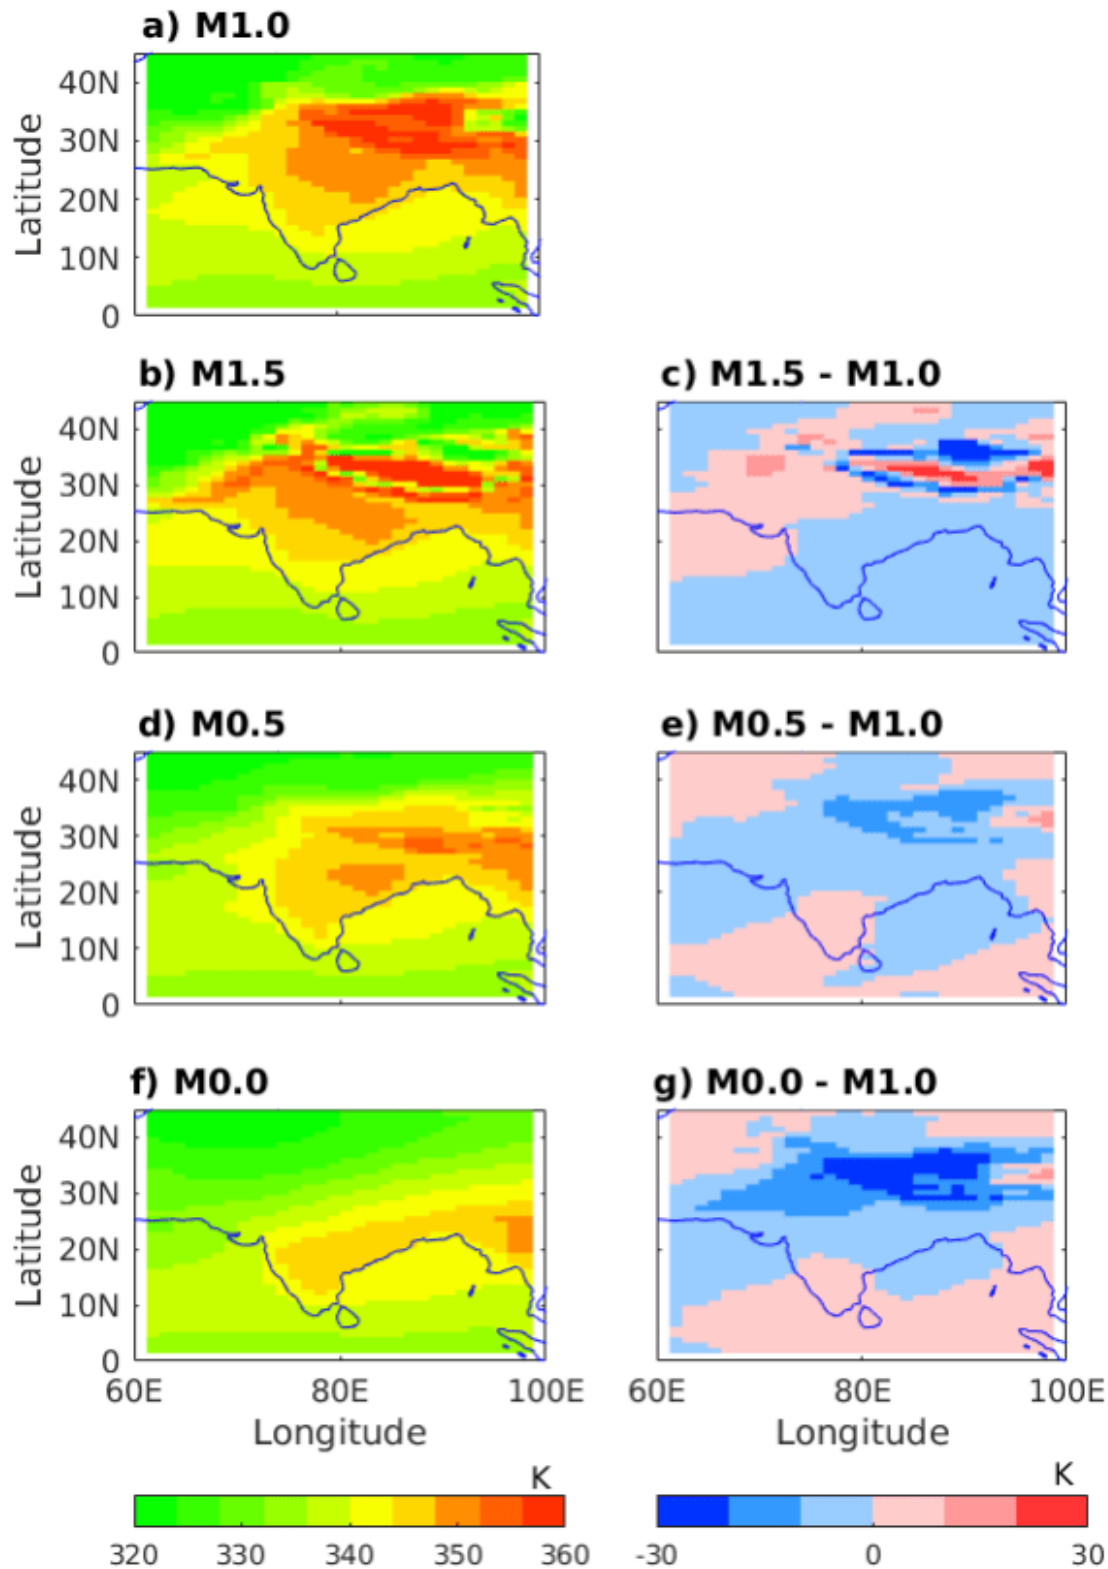 a) M1.0
Latitude
40N
30N
20N
10N
0
b) M1.5
c) M1.5 - M1.0
Latitude
40N
30N
20N
10N
0
d) M0.5
e) M0.5 - M1.0
Latitude
40N
30N
20N
10N
0
f) M0.0
g) M0.0 - M1.0
Latitude
40N
30N
20N
10N
0
60E 80E 100E
60E 80E 100E
Longitude
Longitude
K
K
320 330 340 350 360
-30 0 30